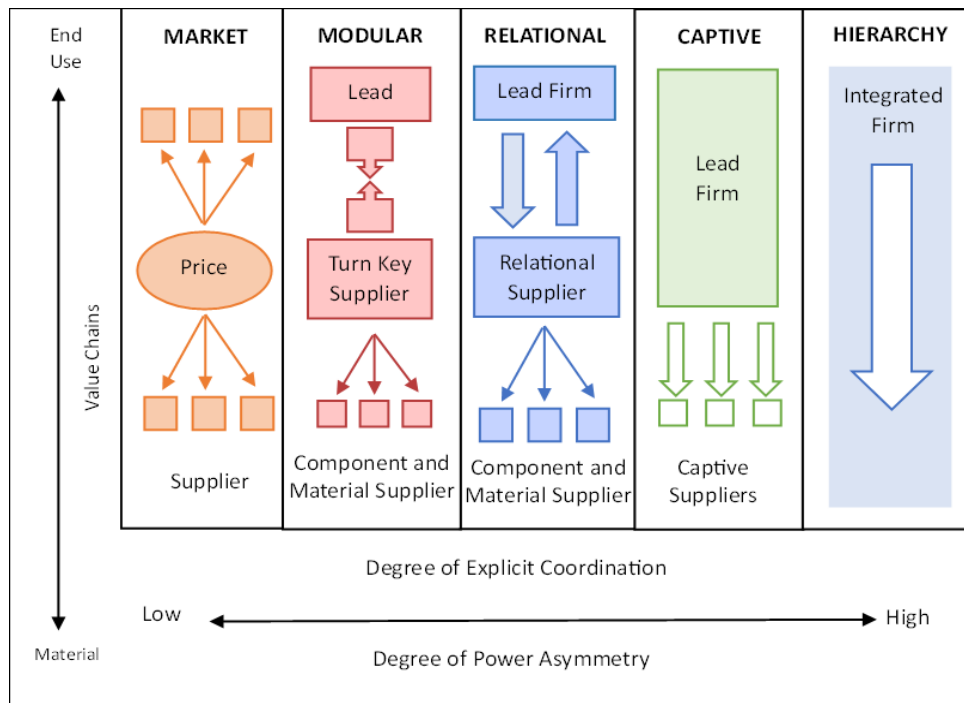 End
Use
MARKET
MODULAR
RELATIONAL
CAPTIVE
HIERARCHY
Lead
Lead Firm
Integrated
Firm
Lead
Firm
Price
Turn Key
Supplier
Relational
Supplier
Value Chains
Supplier
Component and
Material Supplier
Component and
Material Supplier
Captive
Suppliers
Degree of Explicit Coordination
Low
High
Material
Degree of Power Asymmetry